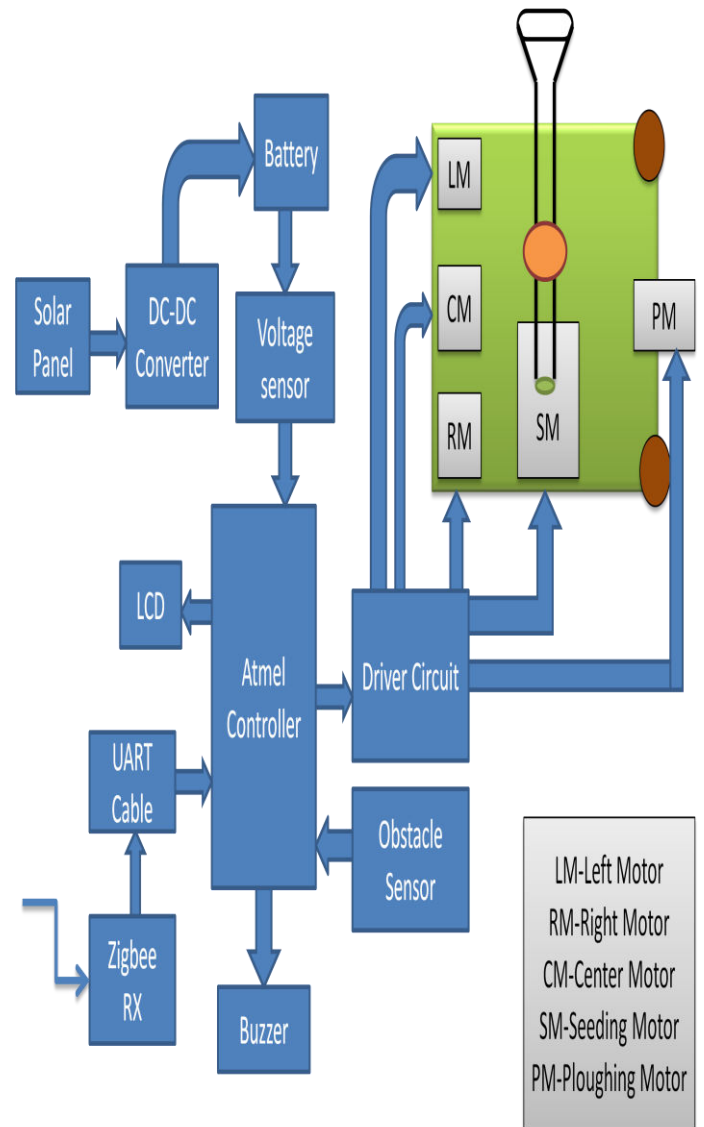 Battery
LM
Solar
Panel
DC-DC
Converter
Voltage
sensor
CM
PM
RM
SM
LCD
Atmel
Controller
Driver Circuit
UART
Cable
Obstacle
Sensor
Zigbee
RX
Buzzer
LM-Left Motor
RM-Right Motor
CM-Center Motor
SM-Seeding Motor
PM-Ploughing Motor